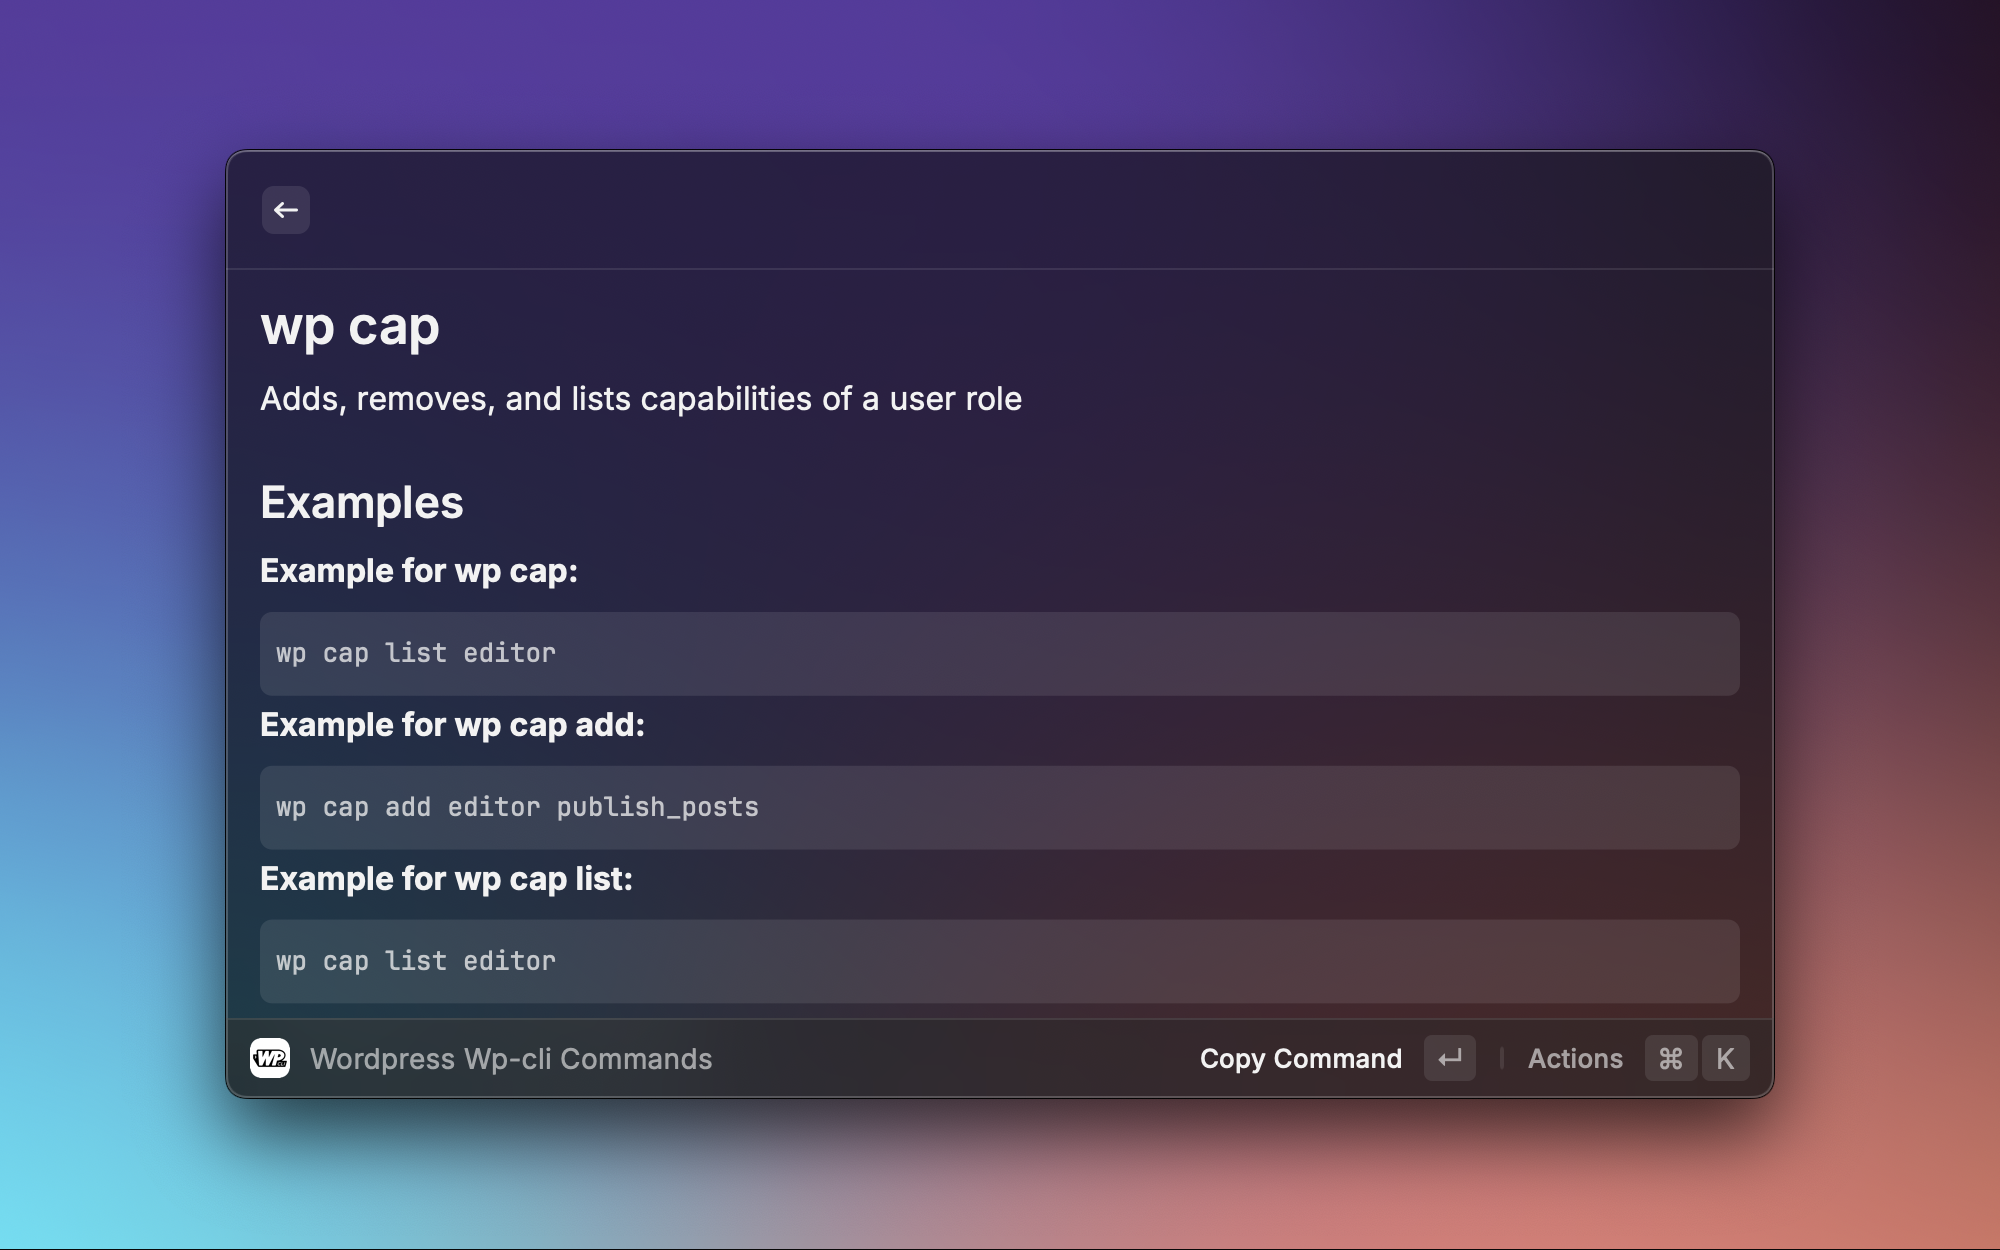 wp cap
Adds, removes, and lists capabilities of a user role
Examples
Example for wp cap:
wp cap list editor
Example for wp cap add:
wp cap add editor publish_posts
Example for wp cap list:
wp cap list editor
WP Wordpress Wp-cli Commands
Copy Command ↵ | Actions ⌘ K